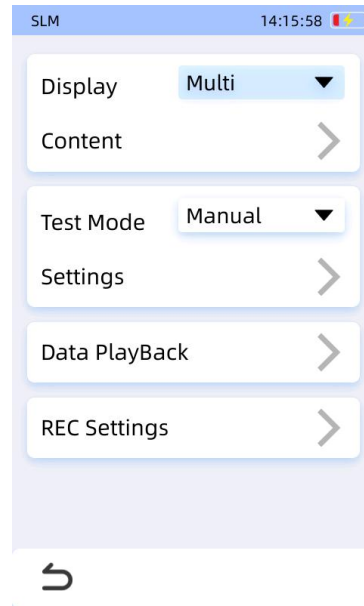 SLM 14:15:58
Display Multi
Content
Test Mode Manual
Settings
Data PlayBack
REC Settings